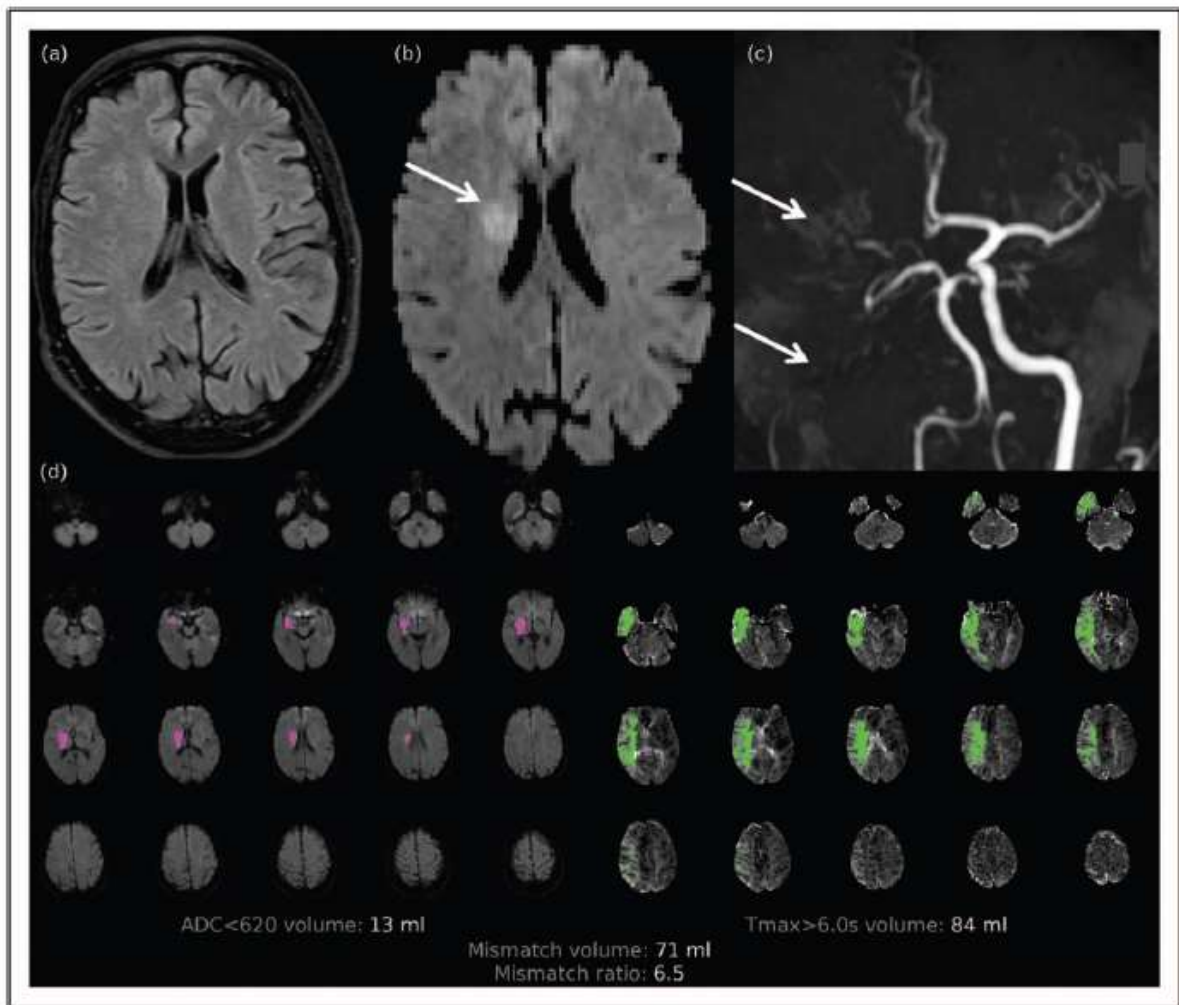 (a)
(b)
(c)
(d)
ADC<620 volume: 13 ml
Tmax>6.0s volume: 84 ml
Mismatch volume: 71 ml
Mismatch ratio: 6.5